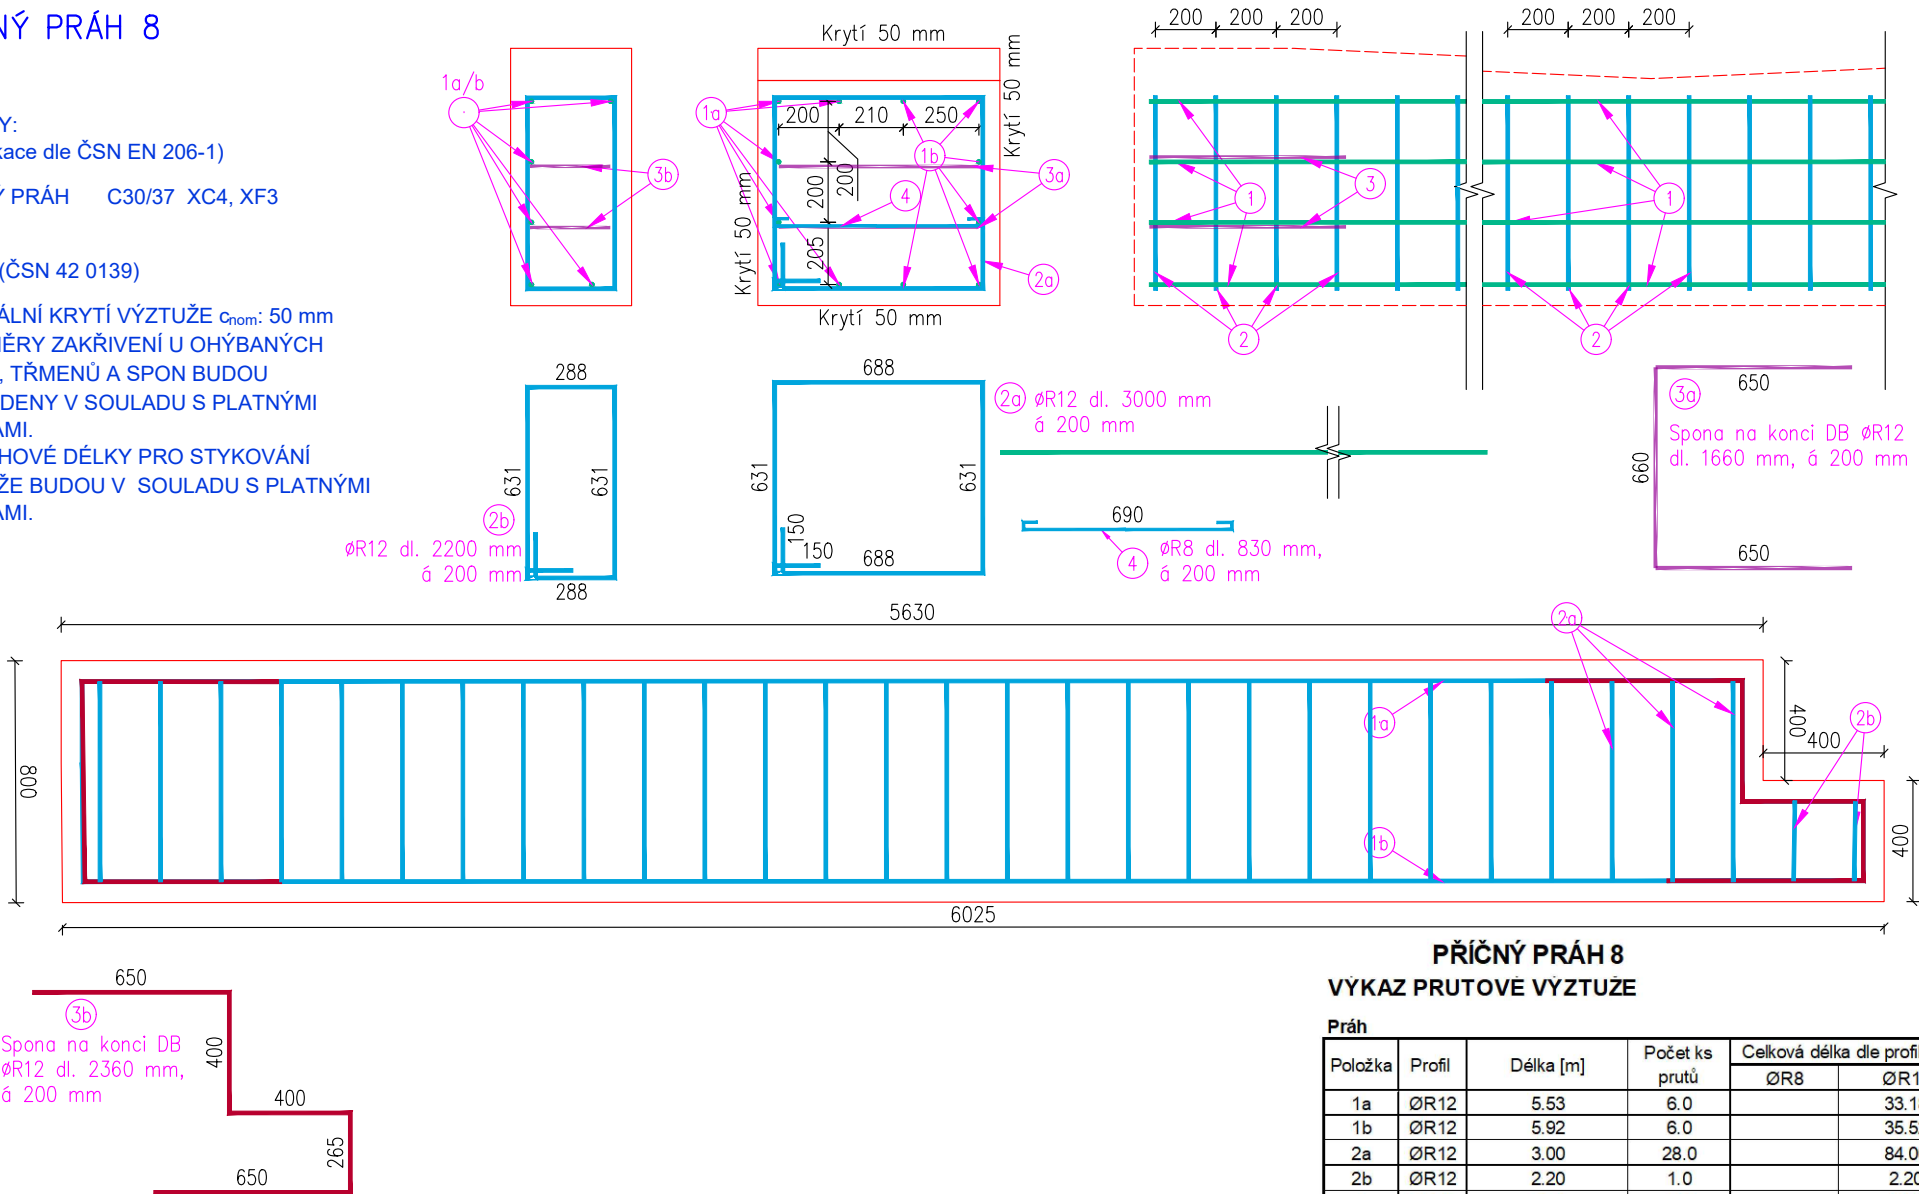 NÝ PRÁH 8
Y:
kace dle ČSN EN 206-1)
Ý PRÁH C30/37 XC4, XF3
(ČSN 42 0139)
ÁLNÍ KRYTÍ VÝZTUŽE cnom: 50 mm
MĚRY ZAKŘIVENÍ U OHÝBANÝCH
, TŘMENŮ A SPON BUDOU
DENY V SOULADU S PLATNÝMI
AMI.
HOVÉ DÉLKY PRO STYKOVÁNÍ
ŽE BUDOU V SOULADU S PLATNÝMI
AMI.
1a/b
3b
Krytí 50 mm
Krytí 50 mm
Krytí 50 mm
Krytí 50 mm
1a
200 210 250
1b
3a
4
200
200
205
2a
200 200 200
200 200 200
1
3
1
2
2
288
631
631
2b
øR12 dl. 2200 mm
á 200 mm
288
688
631
631
150
150
688
2a øR12 dl. 3000 mm
á 200 mm
690
4
øR8 dl. 830 mm,
á 200 mm
650
3a
Spona na konci DB øR12
dl. 1660 mm, á 200 mm
660
650
5630
2a
800
1a
1b
400
400
2b
400
6025
650
3b
Spona na konci DB
øR12 dl. 2360 mm,
á 200 mm
400
400
265
650
PŘÍČNÝ PRÁH 8
VÝKAZ PRUTOVÉ VÝZTUŽE
Práh
Položka Profil Délka [m] Počet ks prutů Celková délka dle profi
ØR8 ØR1
1a ØR12 5.53 6.0 33.1
1b ØR12 5.92 6.0 35.5
2a ØR12 3.00 28.0 84.0
2b ØR12 2.20 1.0 2.20